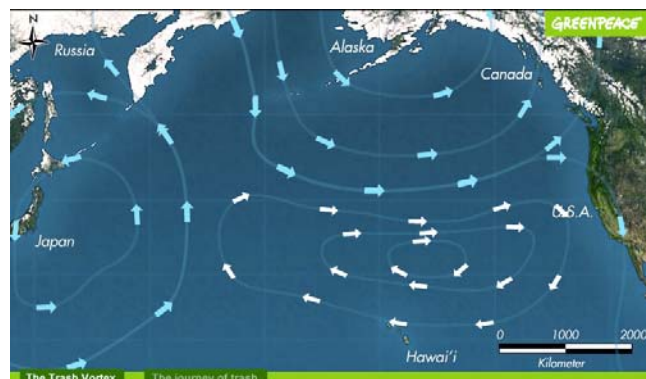 GREENPEACE
N
Russia
Alaska
Canada
U.S.A.
Japan
0 1000 2000
Hawai'i
Kilometer
The Trash Vortex The journey of trash